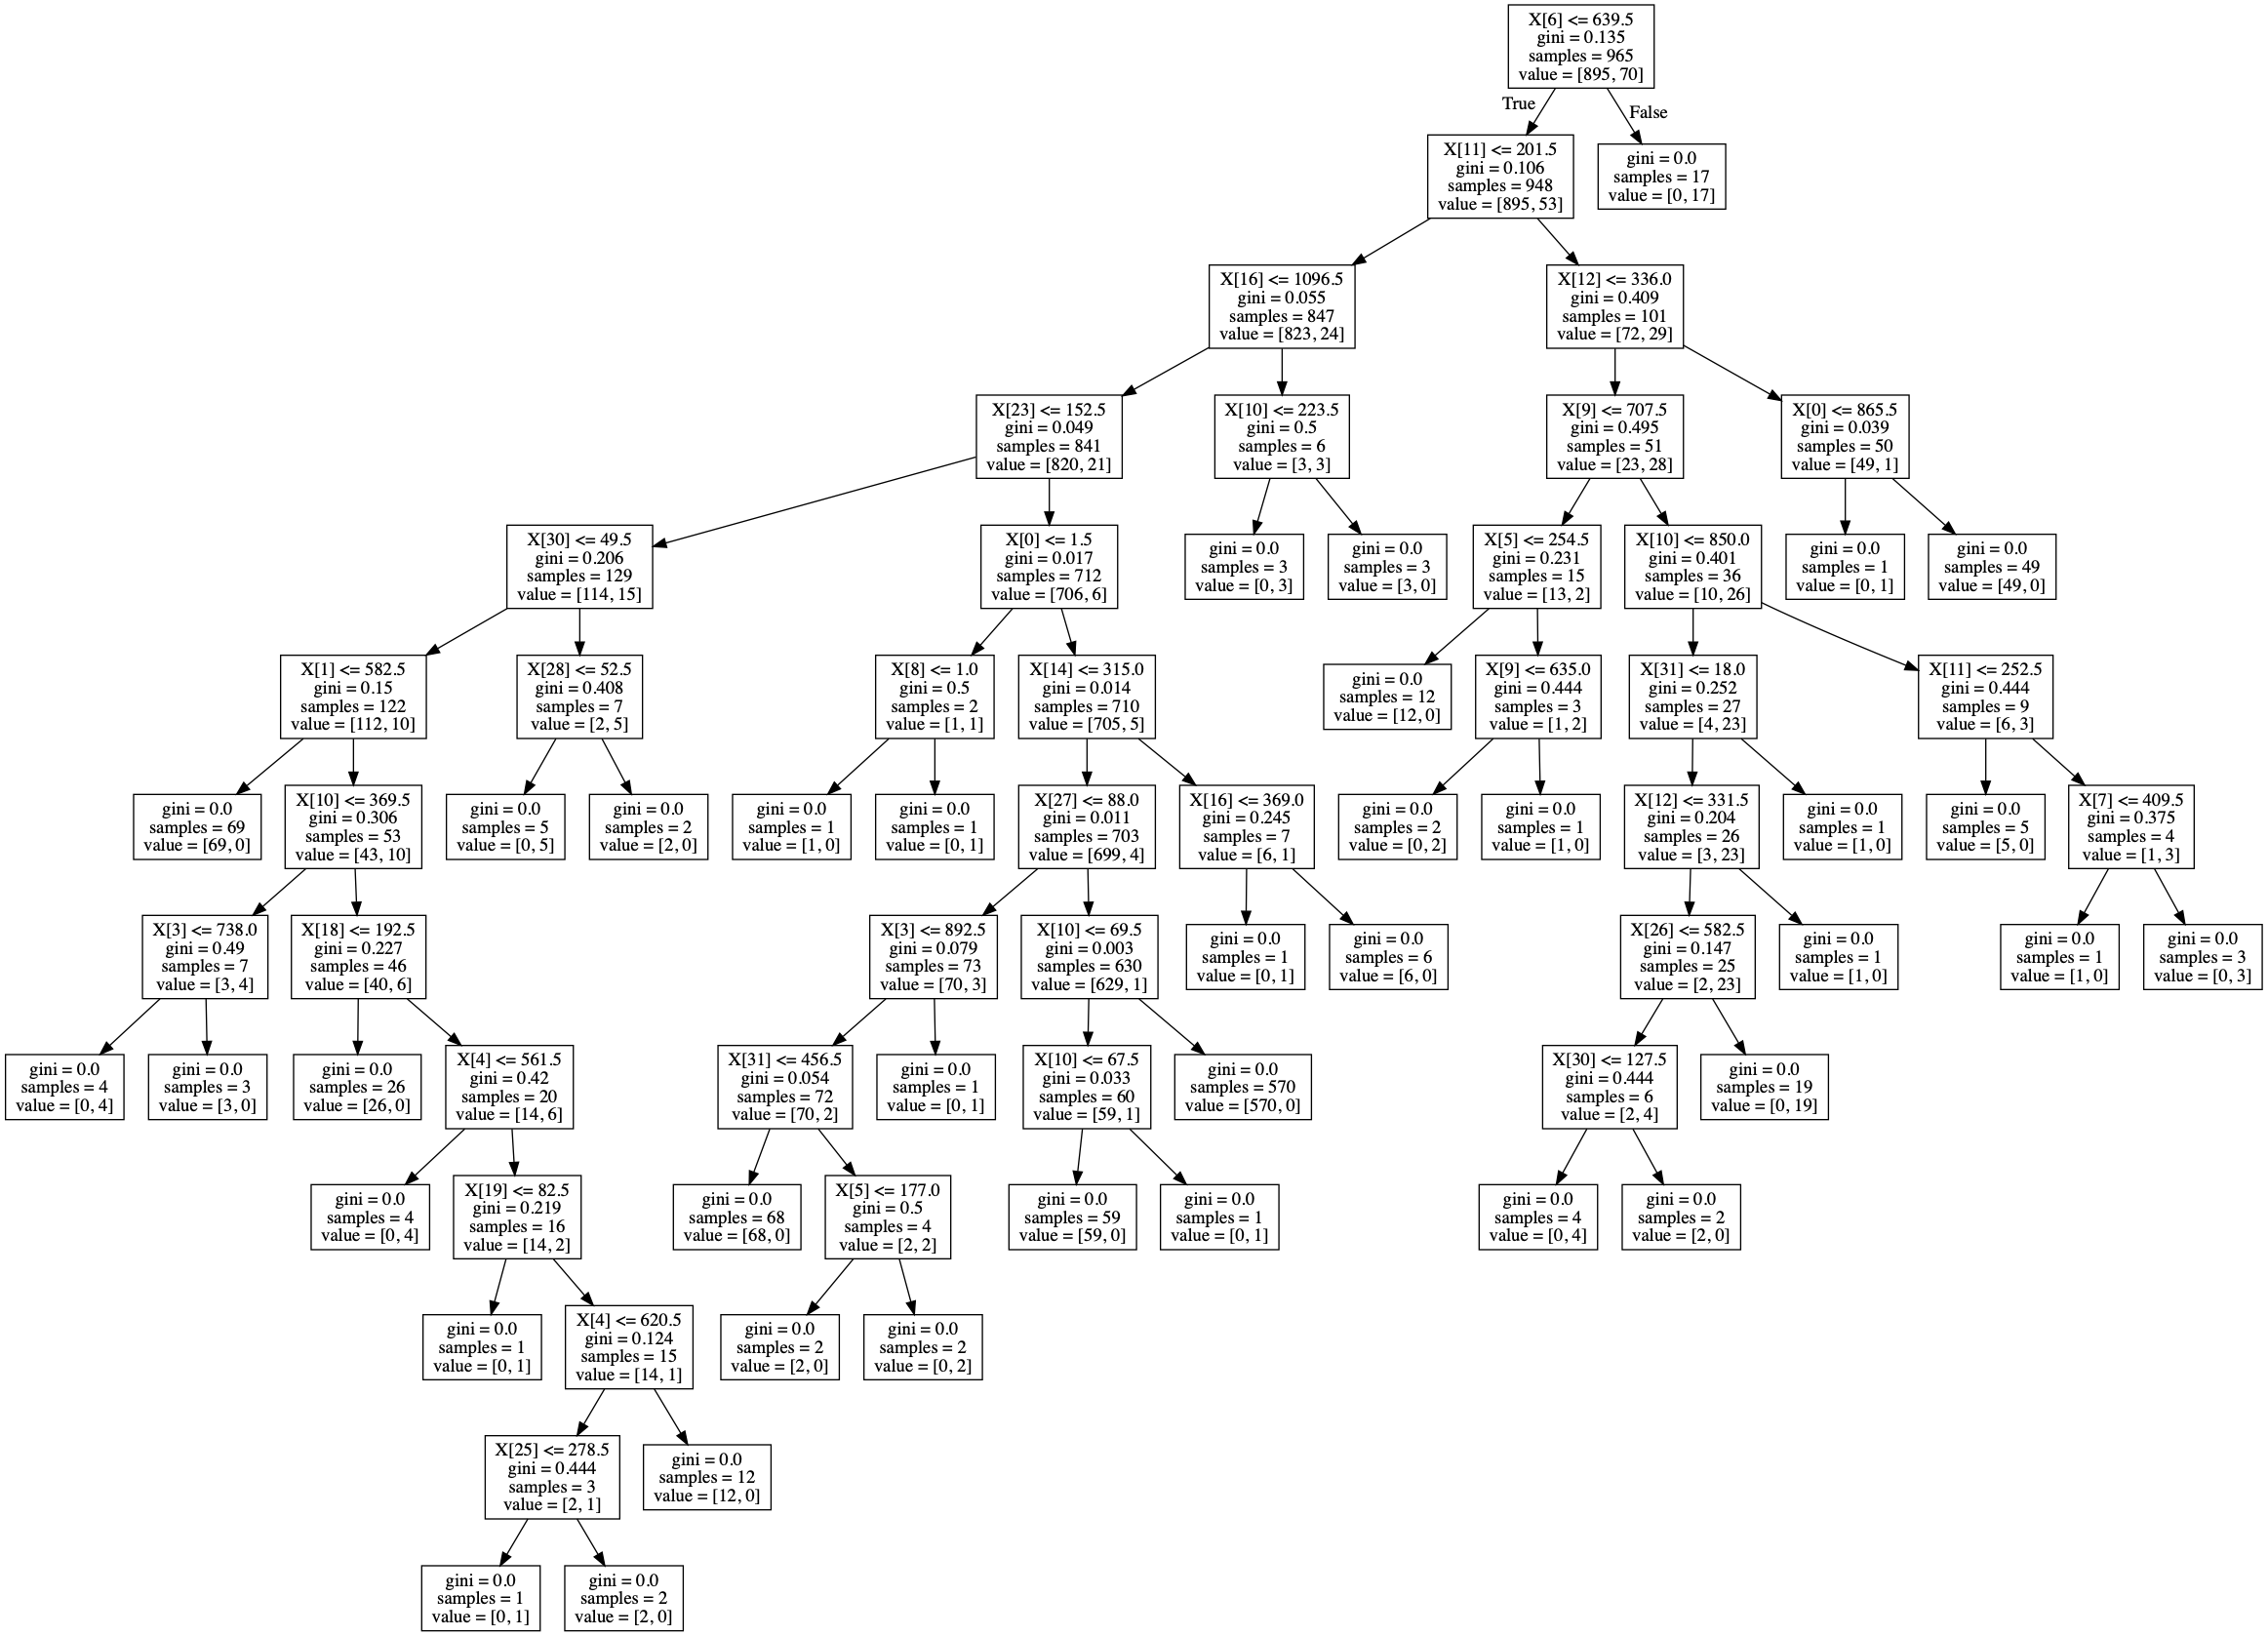 X[6] <= 639.5
gini = 0.135
samples = 965
value = [895, 70]
True
False
X[11] <= 201.5
gini = 0.106
samples = 948
value = [895, 53]
gini = 0.0
samples = 17
value = [0, 17]
X[16] <= 1096.5
gini = 0.055
samples = 847
value = [823, 24]
X[12] <= 336.0
gini = 0.409
samples = 101
value = [72, 29]
X[23] <= 152.5
gini = 0.049
samples = 841
value = [820, 21]
X[10] <= 223.5
gini = 0.5
samples = 6
value = [3, 3]
X[9] <= 707.5
gini = 0.495
samples = 51
value = [23, 28]
X[0] <= 865.5
gini = 0.039
samples = 50
value = [49, 1]
X[30] <= 49.5
gini = 0.206
samples = 129
value = [114, 15]
X[0] <= 1.5
gini = 0.017
samples = 712
value = [706, 6]
gini = 0.0
samples = 3
value = [0, 3]
gini = 0.0
samples = 3
value = [3, 0]
X[5] <= 254.5
gini = 0.231
samples = 15
value = [13, 2]
X[10] <= 850.0
gini = 0.401
samples = 36
value = [10, 26]
gini = 0.0
samples = 1
value = [0, 1]
gini = 0.0
samples = 49
value = [49, 0]
X[1] <= 582.5
gini = 0.15
samples = 122
value = [112, 10]
X[28] <= 52.5
gini = 0.408
samples = 7
value = [2, 5]
X[8] <= 1.0
gini = 0.5
samples = 2
value = [1, 1]
X[14] <= 315.0
gini = 0.014
samples = 710
value = [705, 5]
gini = 0.0
samples = 12
value = [12, 0]
X[9] <= 635.0
gini = 0.444
samples = 3
value = [1, 2]
X[31] <= 18.0
gini = 0.252
samples = 27
value = [4, 23]
X[11] <= 252.5
gini = 0.444
samples = 9
value = [6, 3]
gini = 0.0
samples = 69
value = [69, 0]
X[10] <= 369.5
gini = 0.306
samples = 53
value = [43, 10]
gini = 0.0
samples = 5
value = [0, 5]
gini = 0.0
samples = 2
value = [2, 0]
gini = 0.0
samples = 1
value = [1, 0]
gini = 0.0
samples = 1
value = [0, 1]
X[27] <= 88.0
gini = 0.011
samples = 703
value = [699, 4]
X[16] <= 369.0
gini = 0.245
samples = 7
value = [6, 1]
gini = 0.0
samples = 2
value = [0, 2]
gini = 0.0
samples = 1
value = [1, 0]
X[12] <= 331.5
gini = 0.204
samples = 26
value = [3, 23]
gini = 0.0
samples = 1
value = [1, 0]
gini = 0.0
samples = 5
value = [5, 0]
X[7] <= 409.5
gini = 0.375
samples = 4
value = [1, 3]
X[3] <= 738.0
gini = 0.49
samples = 7
value = [3, 4]
X[18] <= 192.5
gini = 0.227
samples = 46
value = [40, 6]
X[3] <= 892.5
gini = 0.079
samples = 73
value = [70, 3]
X[10] <= 69.5
gini = 0.003
samples = 630
value = [629, 1]
gini = 0.0
samples = 1
value = [0, 1]
gini = 0.0
samples = 6
value = [6, 0]
X[26] <= 582.5
gini = 0.147
samples = 25
value = [2, 23]
gini = 0.0
samples = 1
value = [1, 0]
gini = 0.0
samples = 1
value = [1, 0]
gini = 0.0
samples = 3
value = [0, 3]
gini = 0.0
samples = 4
value = [0, 4]
gini = 0.0
samples = 3
value = [3, 0]
gini = 0.0
samples = 26
value = [26, 0]
X[4] <= 561.5
gini = 0.42
samples = 20
value = [14, 6]
X[31] <= 456.5
gini = 0.054
samples = 72
value = [70, 2]
gini = 0.0
samples = 1
value = [0, 1]
X[10] <= 67.5
gini = 0.033
samples = 60
value = [59, 1]
gini = 0.0
samples = 570
value = [570, 0]
X[30] <= 127.5
gini = 0.444
samples = 6
value = [2, 4]
gini = 0.0
samples = 19
value = [0, 19]
gini = 0.0
samples = 4
value = [0, 4]
X[19] <= 82.5
gini = 0.219
samples = 16
value = [14, 2]
gini = 0.0
samples = 68
value = [68, 0]
X[5] <= 177.0
gini = 0.5
samples = 4
value = [2, 2]
gini = 0.0
samples = 59
value = [59, 0]
gini = 0.0
samples = 1
value = [0, 1]
gini = 0.0
samples = 4
value = [0, 4]
gini = 0.0
samples = 2
value = [2, 0]
gini = 0.0
samples = 1
value = [0, 1]
X[4] <= 620.5
gini = 0.124
samples = 15
value = [14, 1]
gini = 0.0
samples = 2
value = [2, 0]
gini = 0.0
samples = 2
value = [0, 2]
X[25] <= 278.5
gini = 0.444
samples = 3
value = [2, 1]
gini = 0.0
samples = 12
value = [12, 0]
gini = 0.0
samples = 1
value = [0, 1]
gini = 0.0
samples = 2
value = [2, 0]